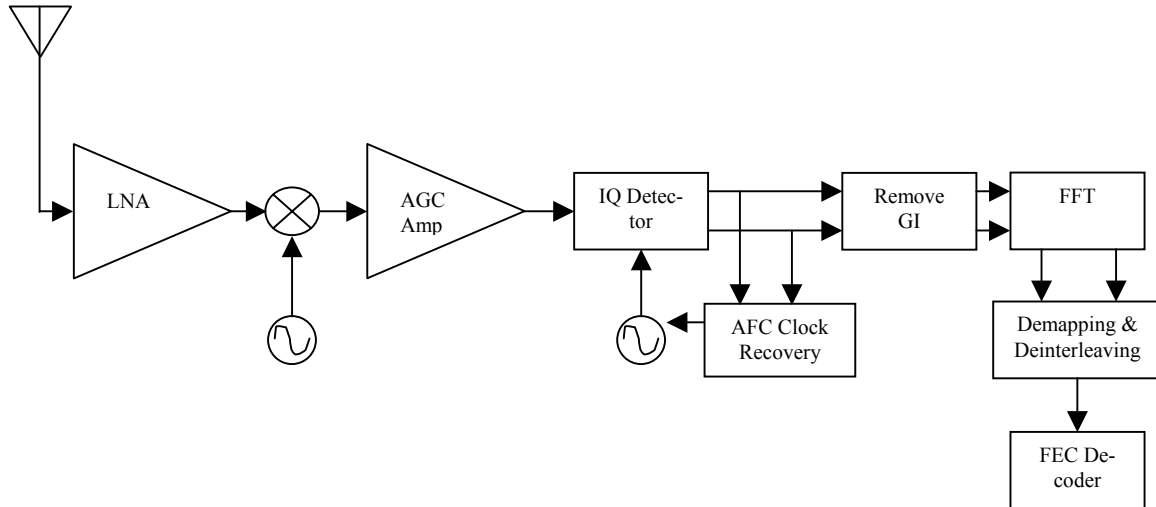 LNA
AGC
Amp
IQ Detec-
tor
Remove
GI
FFT
AFC Clock
Recovery
Demapping &
Deinterleaving
FEC De-
coder